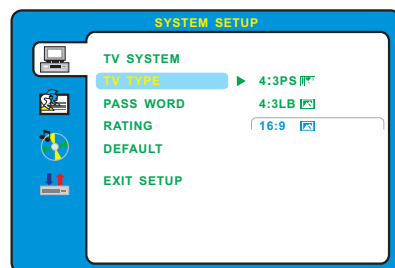 SYSTEM SETUP
TV SYSTEM
TV TYPE 4:3PS
PASS WORD 4:3LB
RATING 16:9
DEFAULT
EXIT SETUP